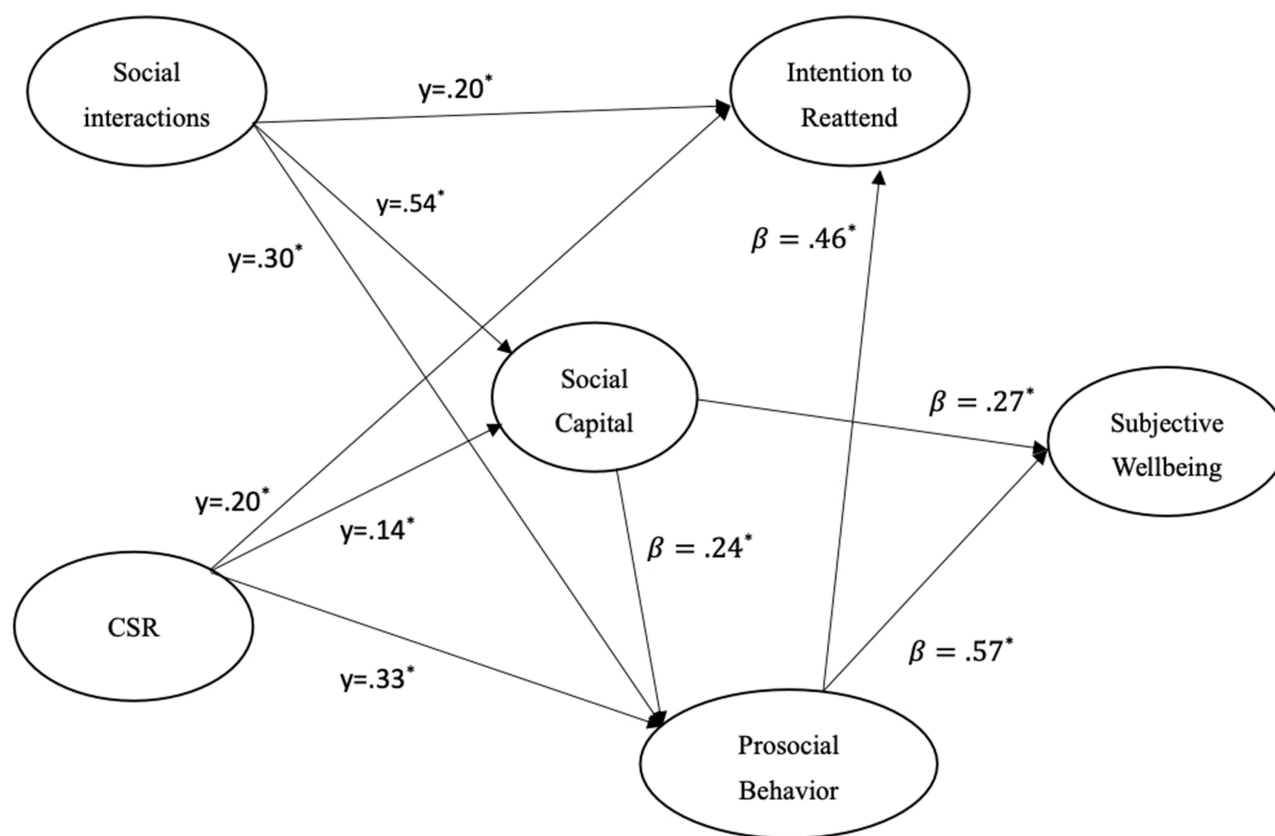 Social
interactions
y=.20*
Intention to
Reattend
y=.54*
y=.30*
β = .46*
Social
Capital
β = .27*
Subjective
Wellbeing
y=.20*
y=.14*
β = .24*
CSR
y=.33*
β = .57*
Prosocial
Behavior